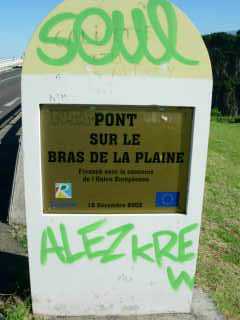 seul
PONT
SUR LE
BRAS DE LA PLAINE
Financé avec le concours
de l'Union Européenne
18 Décembre 2002
ALEZKRE
W